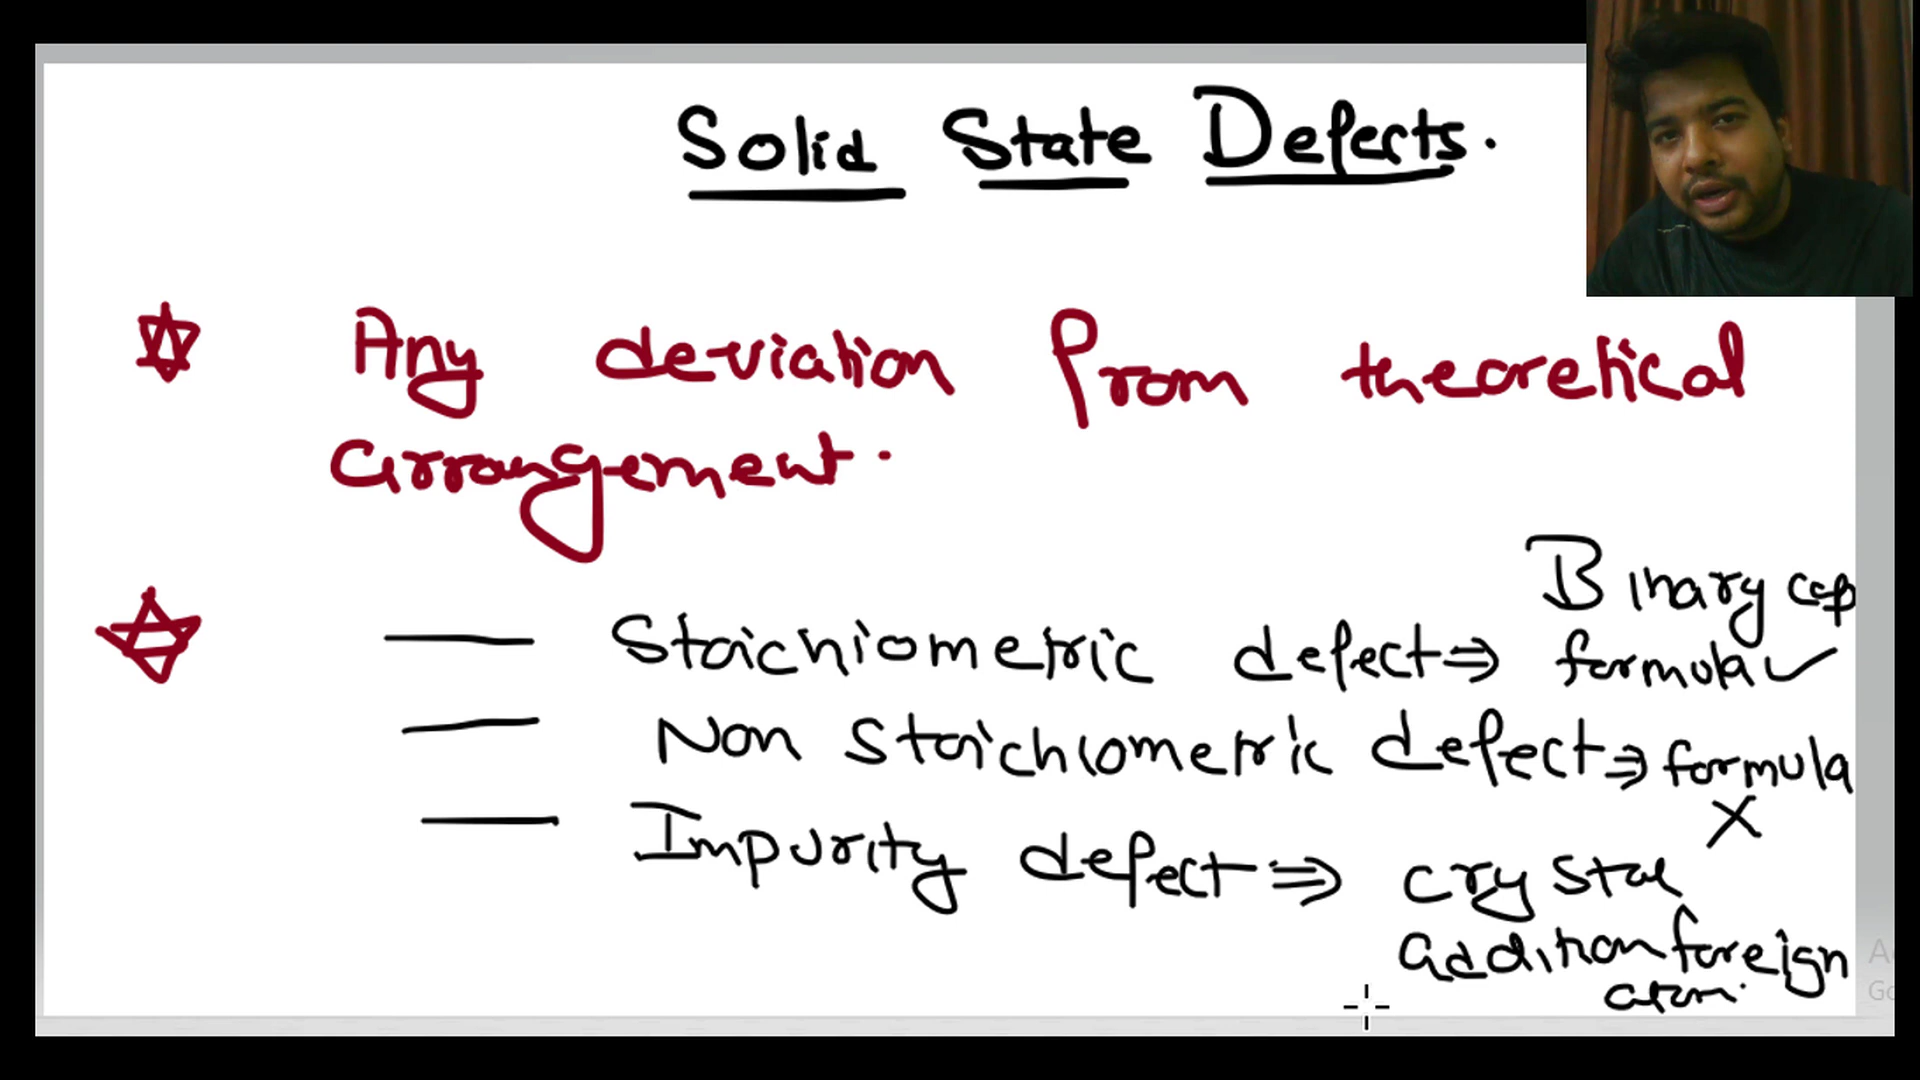 Solid State Defects.
Any deviation from theoretical
arrangement.
Binary
Stoichiometric defect ⇒ formula ✓
Non Stoichiometric defect ⇒ formula
X
Impurity defect ⇒ crystal
addition foreign
atom.